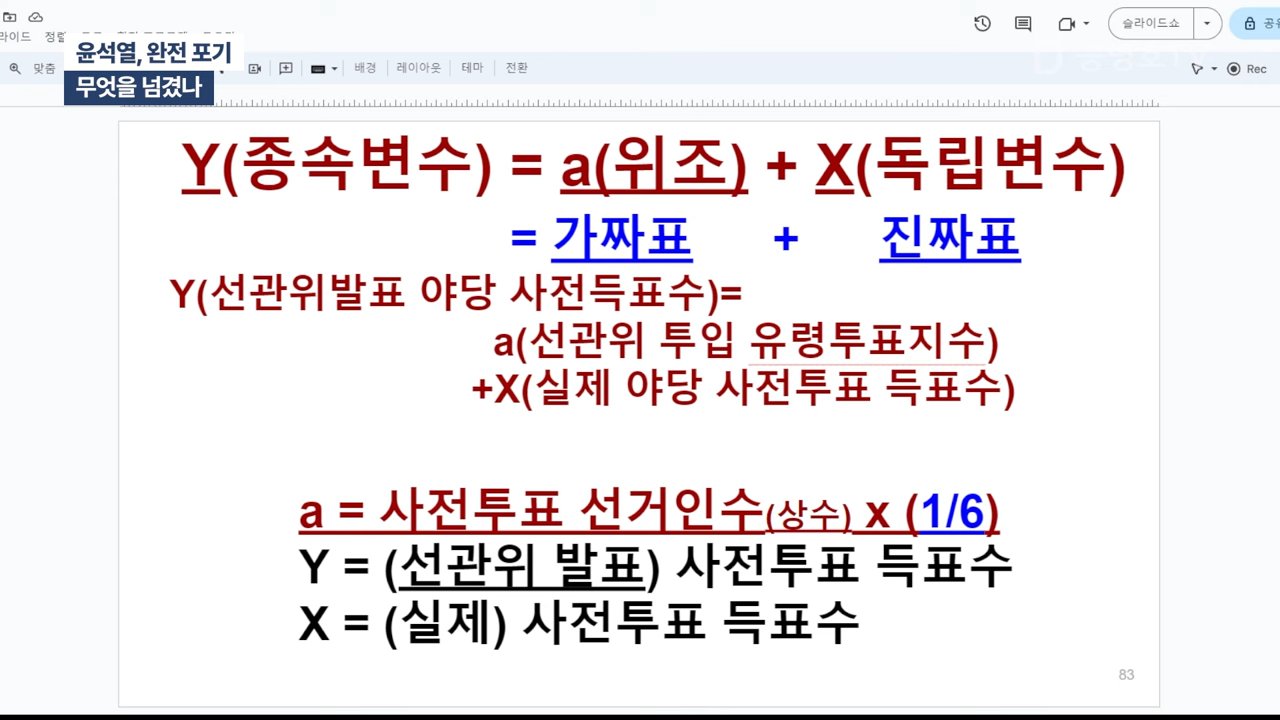 윤석열, 완전 포기
무엇을 넘겼나
슬라이드쇼
맞춤
배경
레이아웃
테마
전환
Rec
Y(종속변수) = a(위조) + X(독립변수)
= 가짜표 + 진짜표
Y(선관위발표 야당 사전득표수)=
a(선관위 투입 유령투표지수)
+X(실제 야당 사전투표 득표수)
a = 사전투표 선거인수(상수) x (1/6)
Y = (선관위 발표) 사전투표 득표수
X = (실제) 사전투표 득표수
83